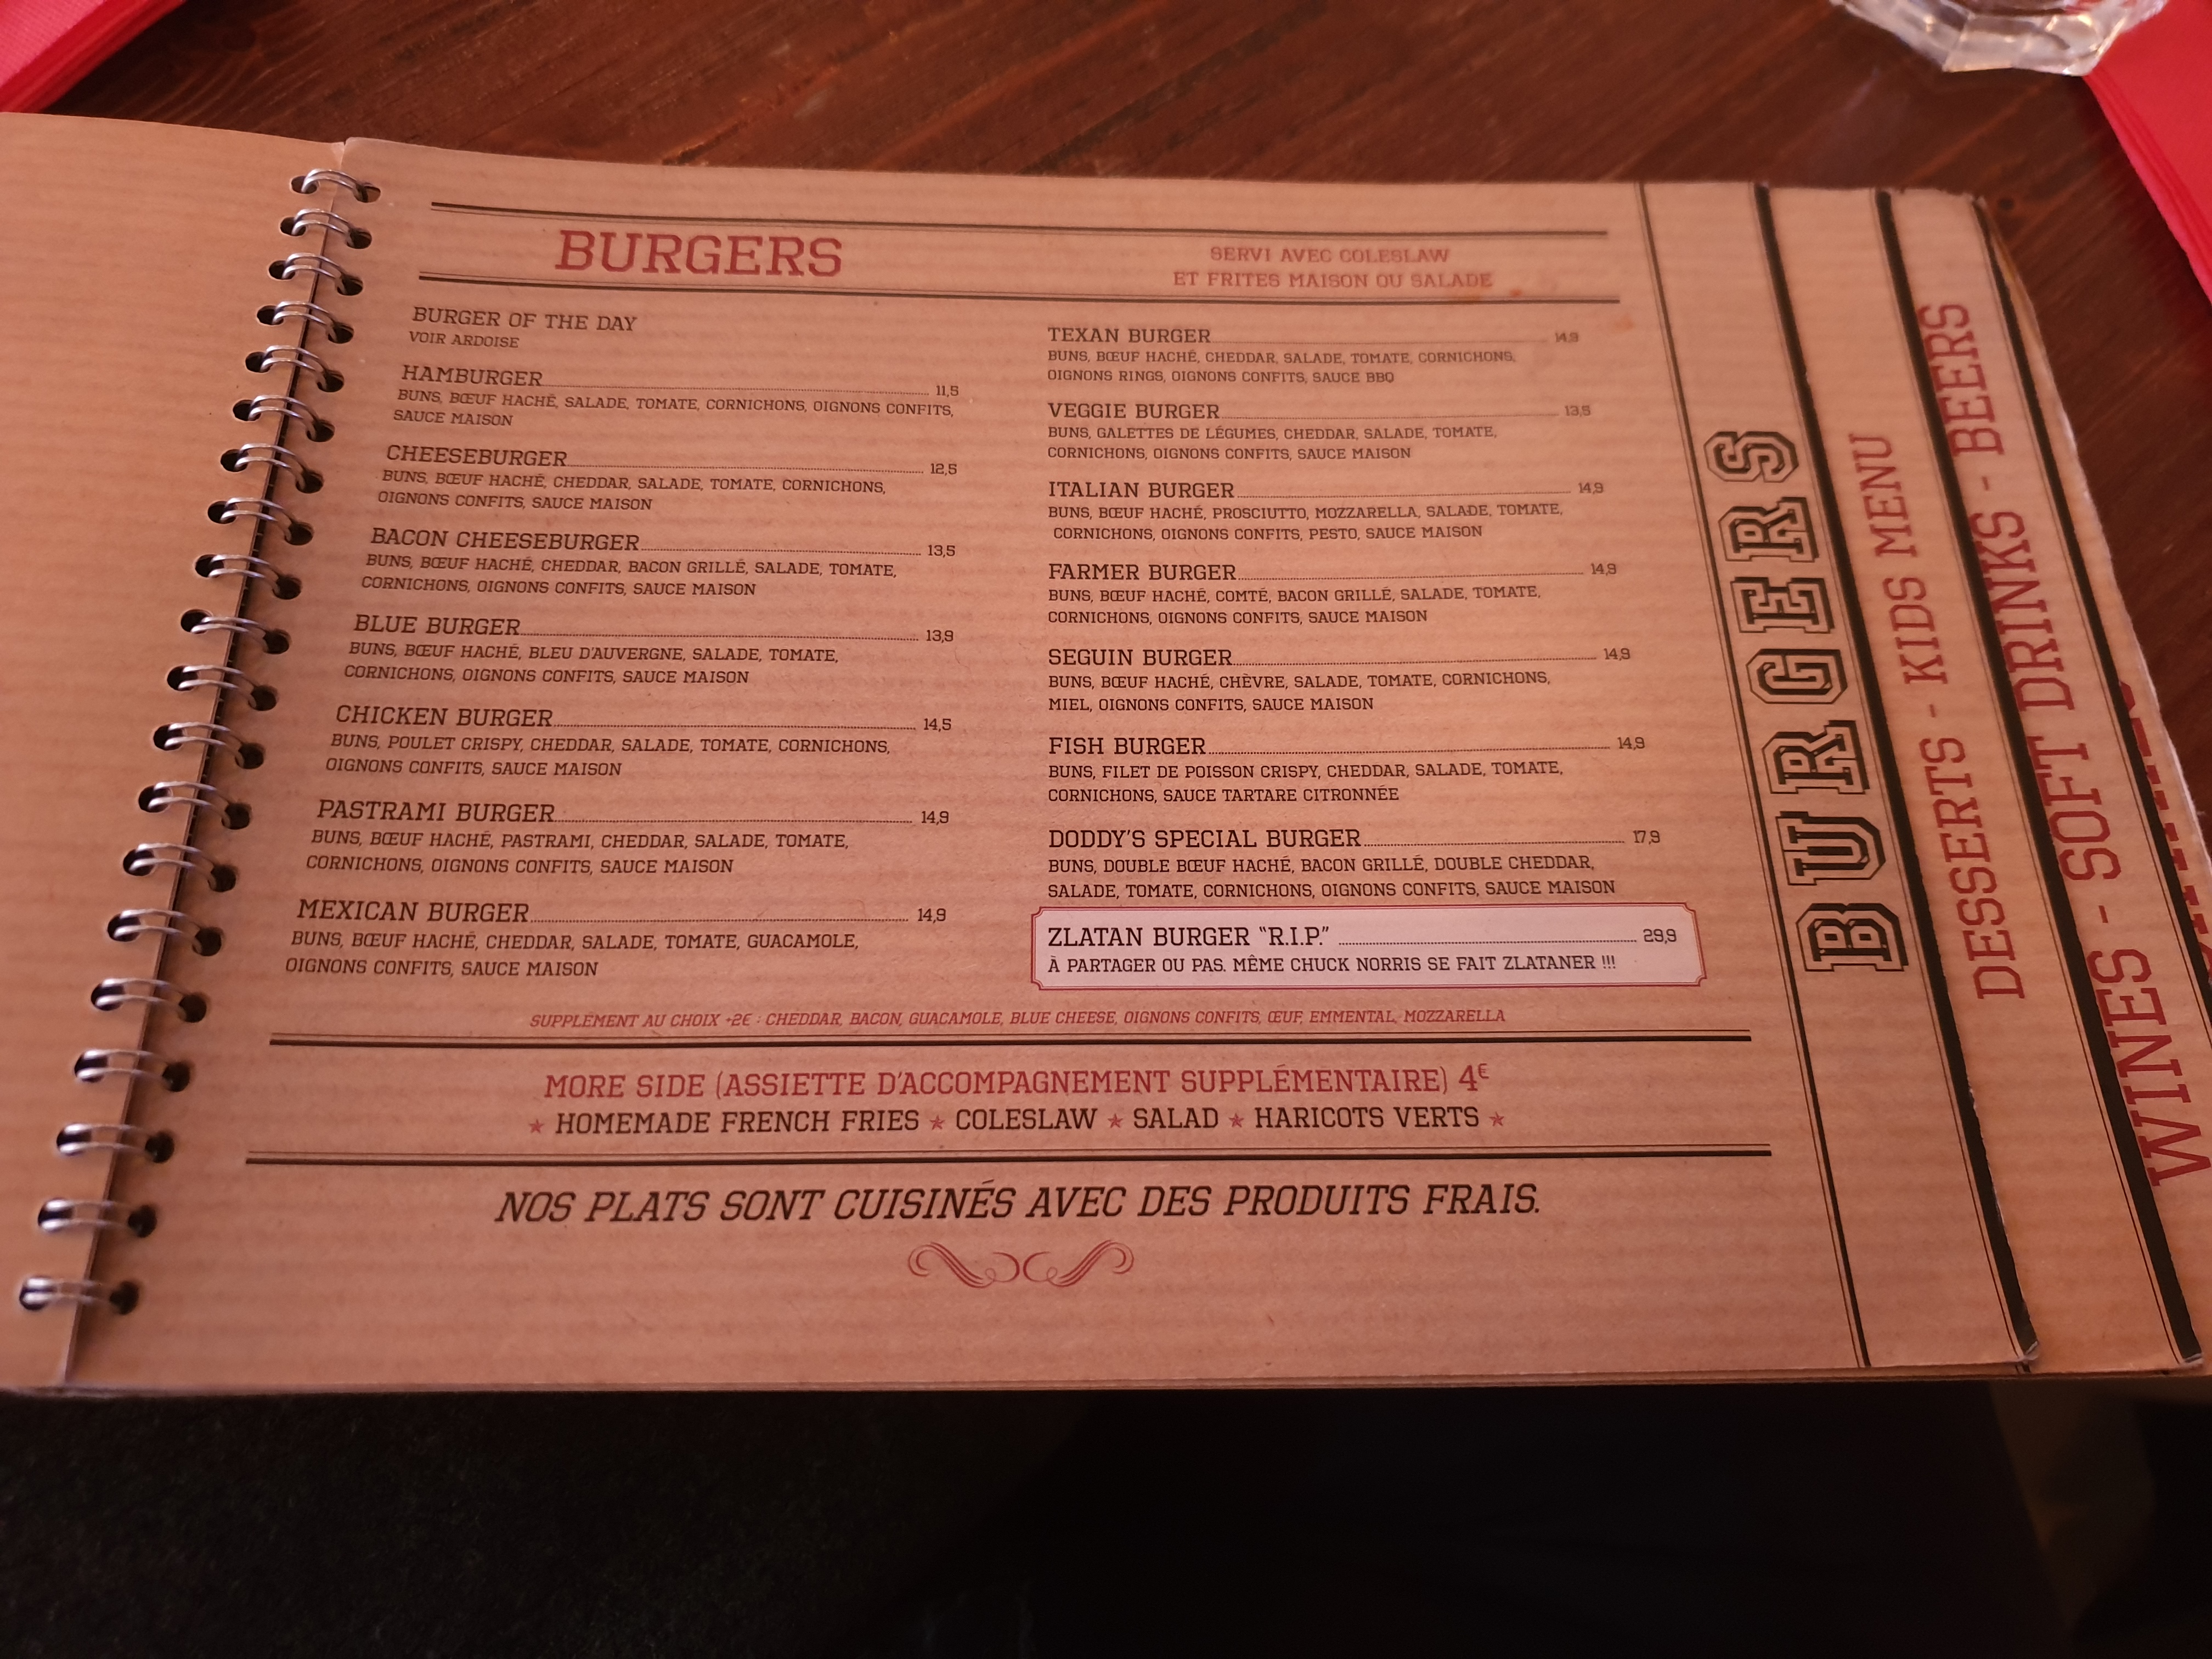 BURGERS
SERVI AVEC COLESLAW
ET FRITES MAISON OU SALADE
BURGER OF THE DAY
VOIR ARDOISE
HAMBURGER 11,5
BUNS, BŒUF HACHÉ, SALADE, TOMATE, CORNICHONS, OIGNONS CONFITS,
SAUCE MAISON
CHEESEBURGER 12,5
BUNS, BŒUF HACHÉ, CHEDDAR, SALADE, TOMATE, CORNICHONS,
OIGNONS CONFITS, SAUCE MAISON
BACON CHEESEBURGER 13,5
BUNS, BŒUF HACHÉ, CHEDDAR, BACON GRILLÉ, SALADE, TOMATE,
CORNICHONS, OIGNONS CONFITS, SAUCE MAISON
BLUE BURGER 13,9
BUNS, BŒUF HACHÉ, BLEU D'AUVERGNE, SALADE, TOMATE,
CORNICHONS, OIGNONS CONFITS, SAUCE MAISON
CHICKEN BURGER 14,5
BUNS, POULET CRISPY, CHEDDAR, SALADE, TOMATE, CORNICHONS,
OIGNONS CONFITS, SAUCE MAISON
PASTRAMI BURGER 14,9
BUNS, BŒUF HACHÉ, PASTRAMI, CHEDDAR, SALADE, TOMATE,
CORNICHONS, OIGNONS CONFITS, SAUCE MAISON
MEXICAN BURGER 14,9
BUNS, BŒUF HACHÉ, CHEDDAR, SALADE, TOMATE, GUACAMOLE,
OIGNONS CONFITS, SAUCE MAISON
TEXAN BURGER 14,9
BUNS, BŒUF HACHÉ, CHEDDAR, SALADE, TOMATE, CORNICHONS,
OIGNONS RINGS, OIGNONS CONFITS, SAUCE BBQ
VEGGIE BURGER 13,5
BUNS, GALETTES DE LÉGUMES, CHEDDAR, SALADE, TOMATE,
CORNICHONS, OIGNONS CONFITS, SAUCE MAISON
ITALIAN BURGER 14,9
BUNS, BŒUF HACHÉ, PROSCIUTTO, MOZZARELLA, SALADE, TOMATE,
CORNICHONS, OIGNONS CONFITS, PESTO, SAUCE MAISON
FARMER BURGER 14,9
BUNS, BŒUF HACHÉ, COMTÉ, BACON GRILLÉ, SALADE, TOMATE,
CORNICHONS, OIGNONS CONFITS, SAUCE MAISON
SEGUIN BURGER 14,9
BUNS, BŒUF HACHÉ, CHÈVRE, SALADE, TOMATE, CORNICHONS,
MIEL, OIGNONS CONFITS, SAUCE MAISON
FISH BURGER 14,9
BUNS, FILET DE POISSON CRISPY, CHEDDAR, SALADE, TOMATE,
CORNICHONS, SAUCE TARTARE CITRONNÉE
DODDY'S SPECIAL BURGER 17,9
BUNS, DOUBLE BŒUF HACHÉ, BACON GRILLÉ, DOUBLE CHEDDAR,
SALADE, TOMATE, CORNICHONS, OIGNONS CONFITS, SAUCE MAISON
ZLATAN BURGER "R.I.P." 29,9
À PARTAGER OU PAS. MÊME CHUCK NORRIS SE FAIT ZLATANER !!!
SUPPLÉMENT AU CHOIX +2€ : CHEDDAR, BACON, GUACAMOLE, BLUE CHEESE, OIGNONS CONFITS, ŒUF, EMMENTAL, MOZZARELLA
MORE SIDE (ASSIETTE D'ACCOMPAGNEMENT SUPPLÉMENTAIRE) 4€
★ HOMEMADE FRENCH FRIES ★ COLESLAW ★ SALAD ★ HARICOTS VERTS ★
NOS PLATS SONT CUISINÉS AVEC DES PRODUITS FRAIS.
BURGERS
DESSERTS - KIDS MENU
WINES - SOFT DRINKS - BEERS